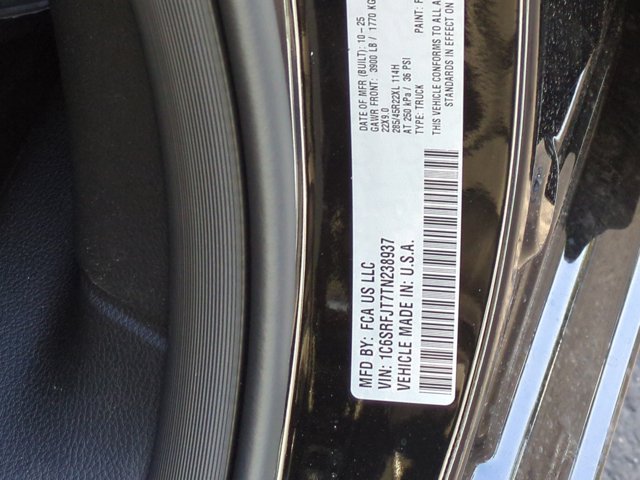 MFD BY: FCA US LLC
DATE OF MFR (BUILT): 10-25
GAWR FRONT: 3900 LB / 1770 KG
22X9.0
285/45R22XL 114H
AT 250 kPa / 36 PSI
TYPE: TRUCK
PAINT:
THIS VEHICLE CONFORMS TO A
STANDARDS IN EFFECT
VIN: 1C6SRFJT7TN238937
VEHICLE MADE IN: U.S.A.